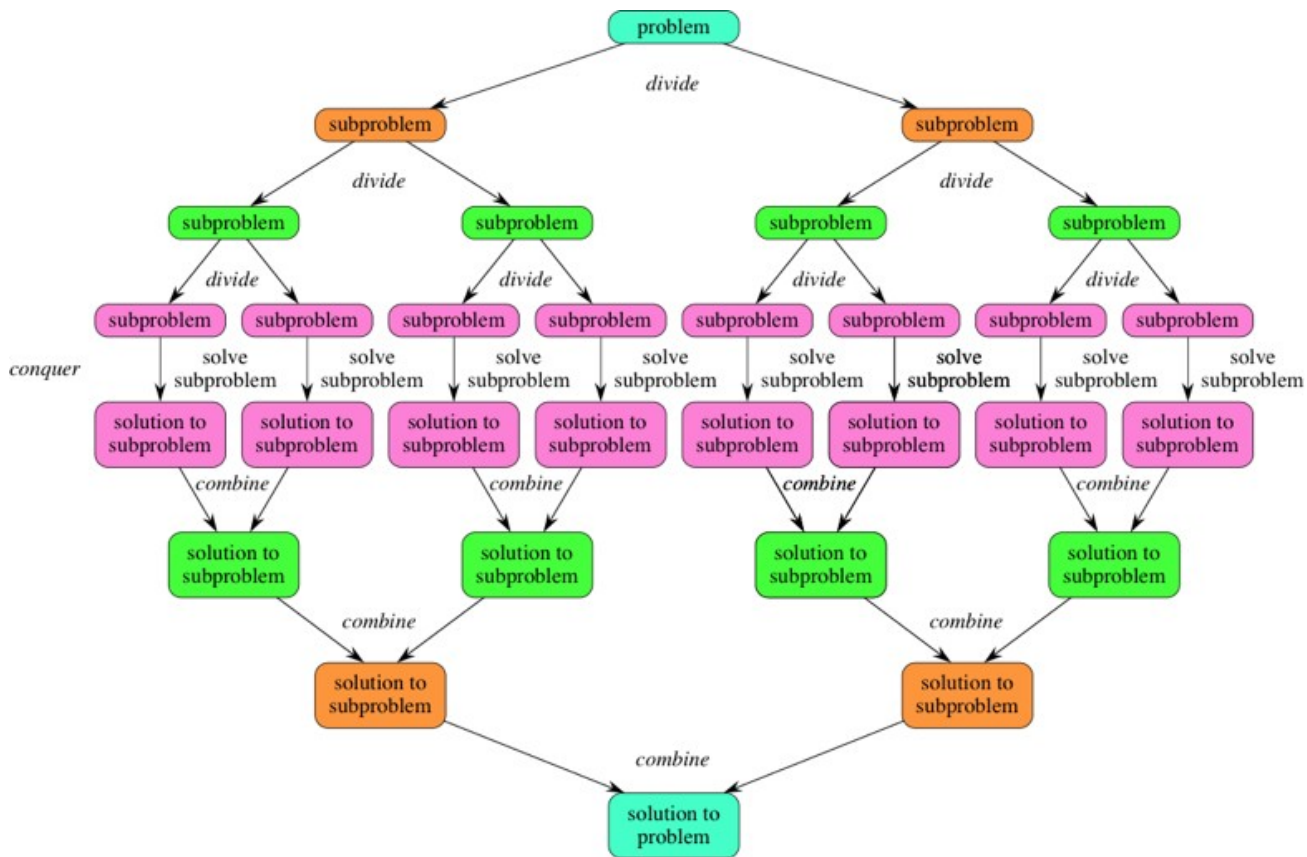 problem
divide
subproblem subproblem
divide divide
subproblem subproblem subproblem subproblem
divide divide divide divide
subproblem subproblem subproblem subproblem subproblem subproblem subproblem subproblem
solve solve solve solve solve solve solve solve
conquer
subproblem subproblem subproblem subproblem subproblem subproblem subproblem subproblem
solution to solution to solution to solution to solution to solution to solution to solution to
subproblem subproblem subproblem subproblem subproblem subproblem subproblem subproblem
combine combine combine combine
solution to solution to solution to solution to
subproblem subproblem subproblem subproblem
combine combine
solution to solution to
subproblem subproblem
combine
solution to
problem